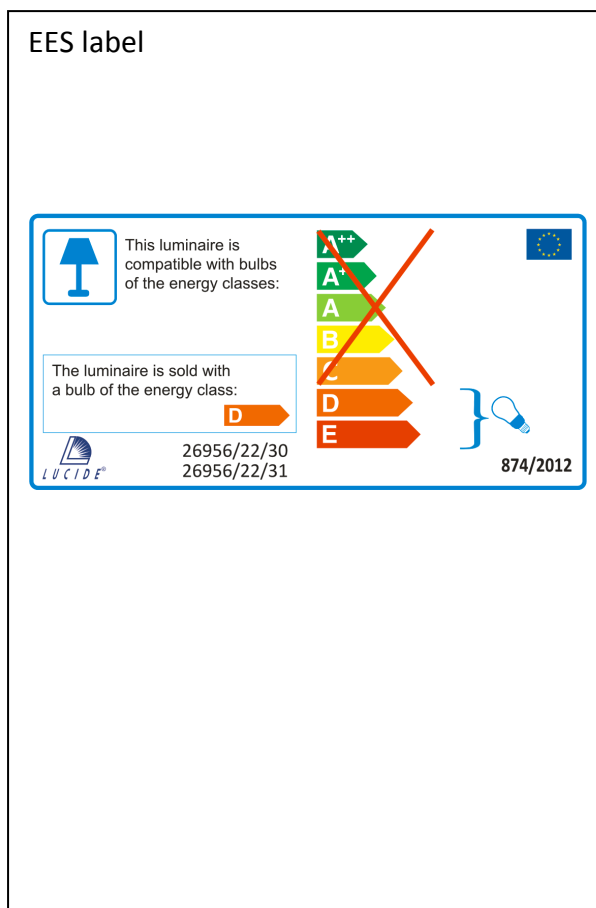 EES label
This luminaire is
compatible with bulbs
of the energy classes:
A++
A+
A
B
C
D
E
The luminaire is sold with
a bulb of the energy class:
D
LUCIDE®
26956/22/30
26956/22/31
874/2012